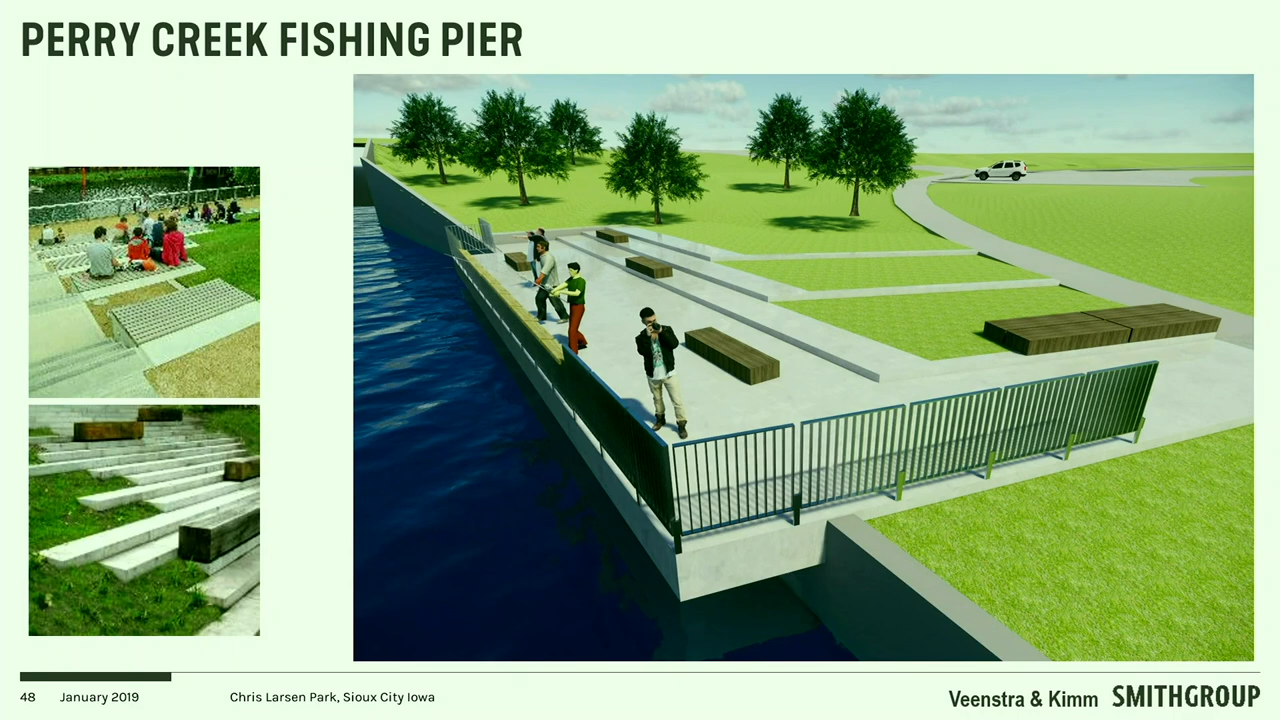 PERRY CREEK FISHING PIER
48 January 2019 Chris Larsen Park, Sioux City Iowa Veenstra & Kimm SMITHGROUP